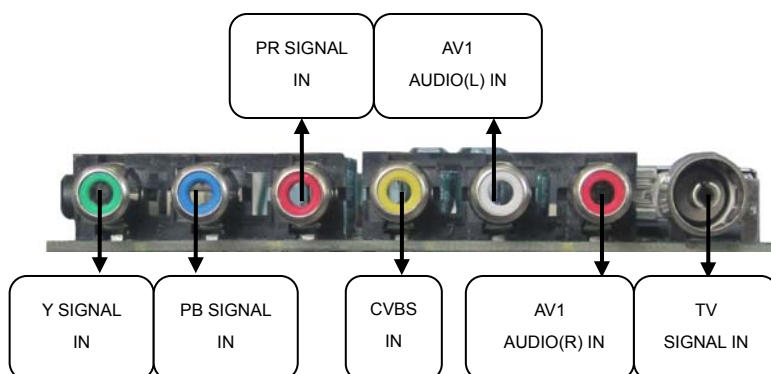 PR SIGNAL
IN
AV1
AUDIO(L) IN
Y SIGNAL
IN
PB SIGNAL
IN
CVBS
IN
AV1
AUDIO(R) IN
TV
SIGNAL IN